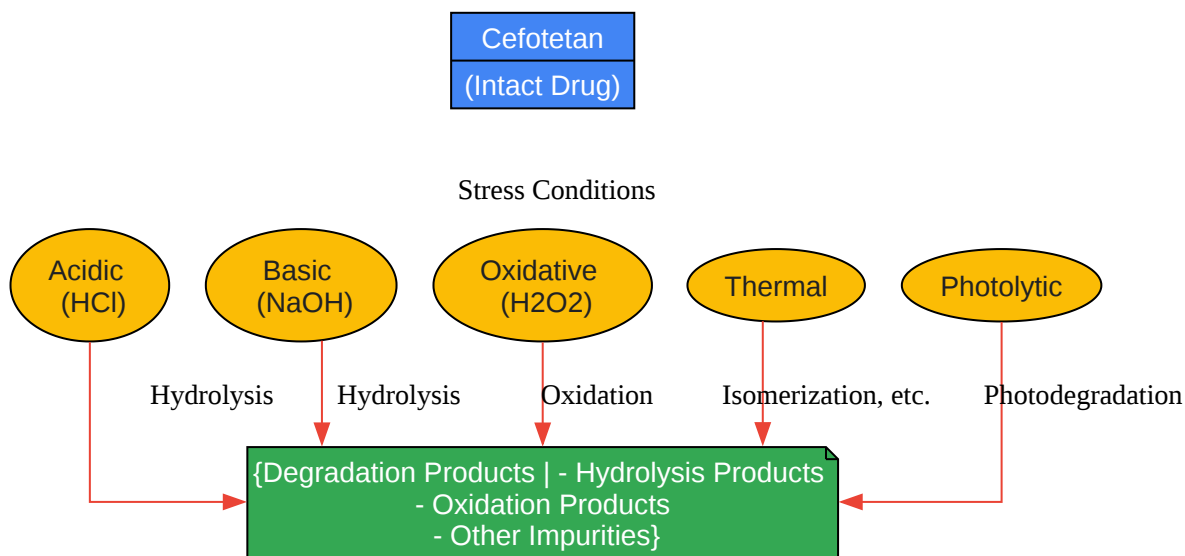 Cefotetan
(Intact Drug)
Stress Conditions
Acidic
(HCl)
Basic
(NaOH)
Oxidative
(H2O2)
Thermal
Photolytic
Hydrolysis
Hydrolysis
Oxidation
Isomerization, etc.
Photodegradation
{Degradation Products | - Hydrolysis Products
- Oxidation Products
- Other Impurities}